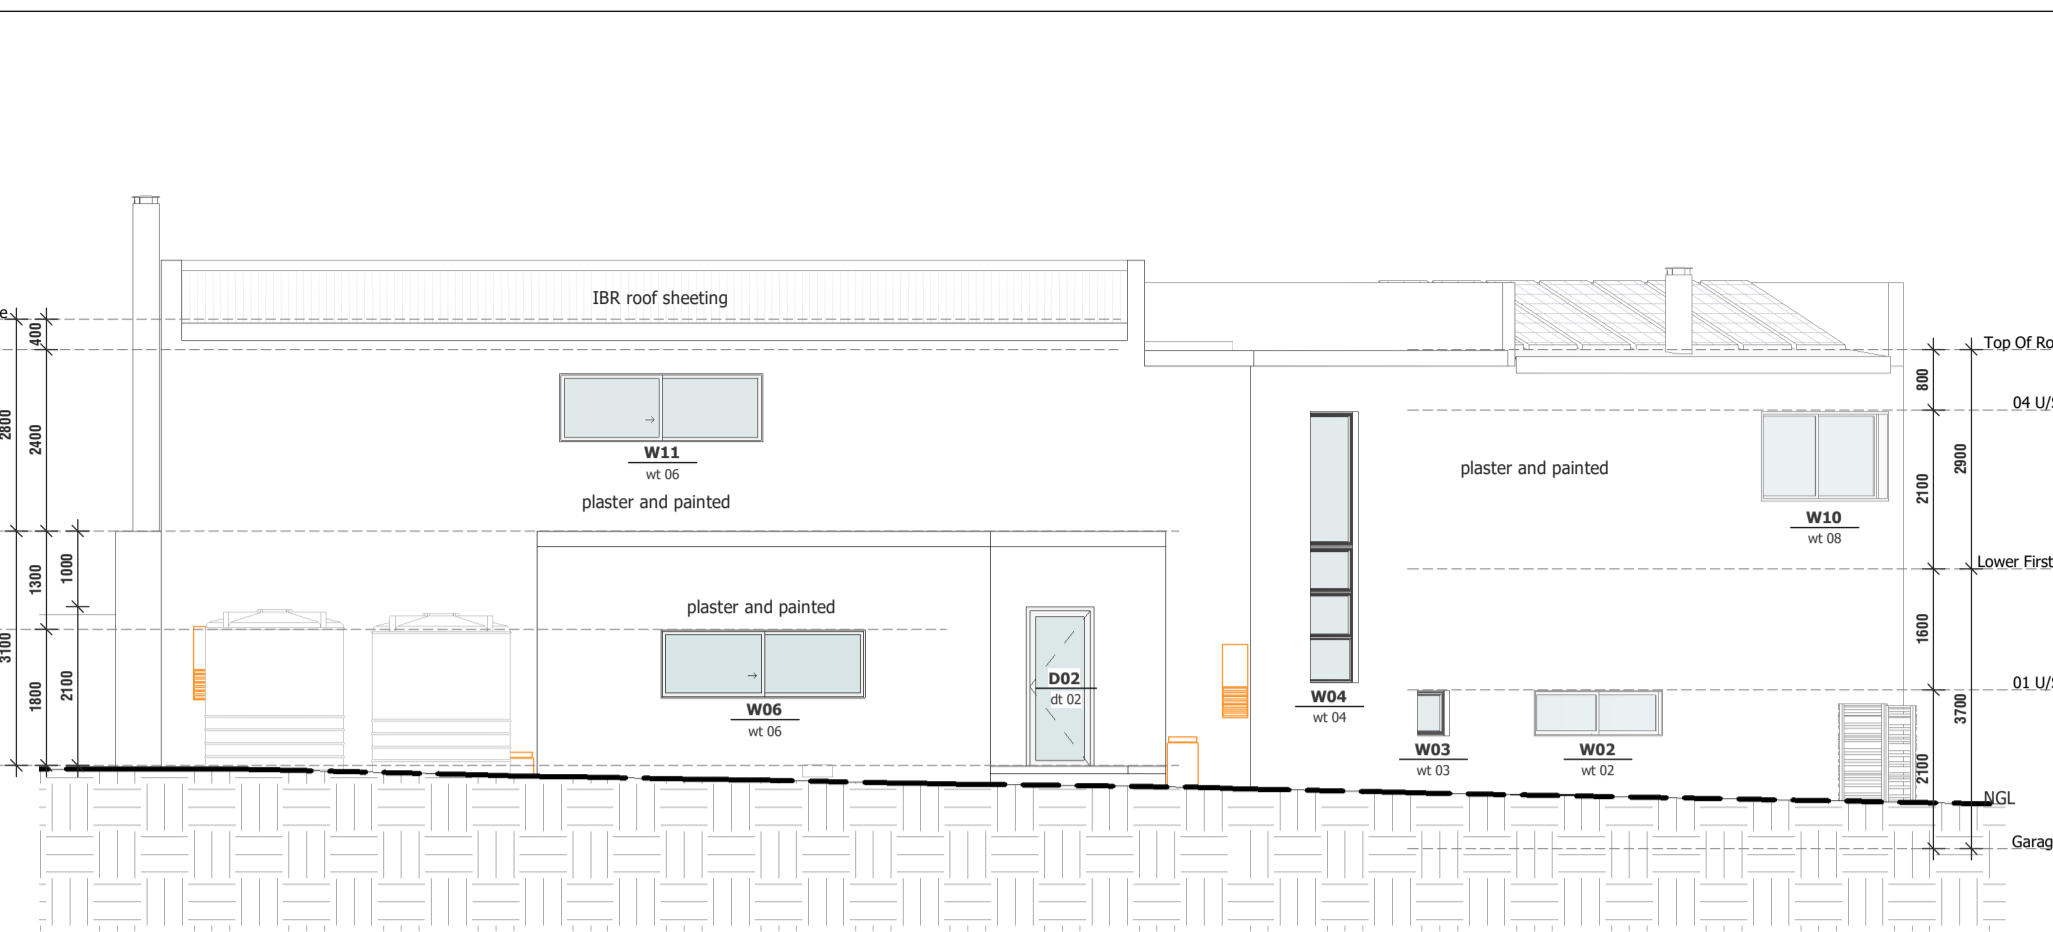 IBR roof sheeting
e
400
Top Of Ro
800
04 U/S
2800
2400
W11
wt 06
plaster and painted
plaster and painted
2900
2100
W10
wt 08
1000
1300
Lower First
plaster and painted
3100
2100
1800
W06
wt 06
D02
dt 02
W04
wt 04
1600
01 U/S
3700
W03
wt 03
W02
wt 02
2100
NGL
Garag